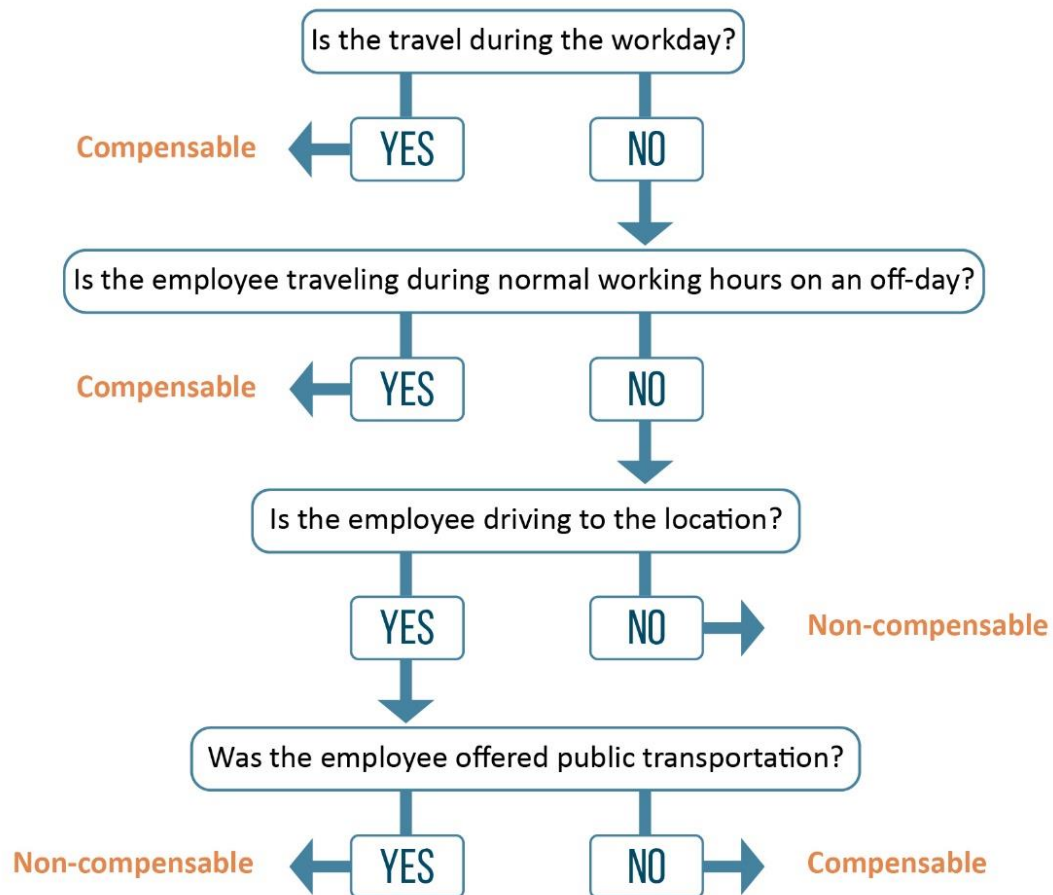 Is the travel during the workday?
Compensable
YES
NO
Is the employee traveling during normal working hours on an off-day?
Compensable
YES
NO
Is the employee driving to the location?
YES
NO
Non-compensable
Was the employee offered public transportation?
Non-compensable
YES
NO
Compensable